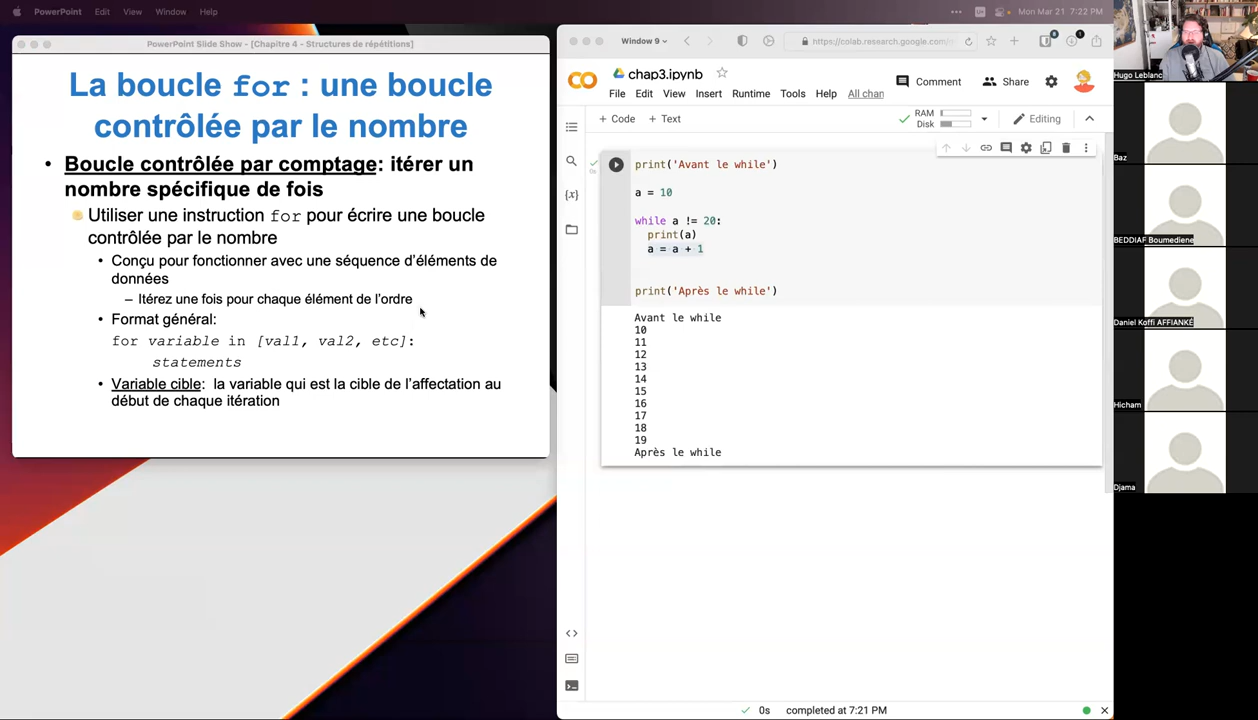 PowerPoint Edit View Window Help
Mon Mar 21 7:22 PM
PowerPoint Slide Show - [Chapitre 4 - Structures de répétitions]
La boucle for : une boucle
contrôlée par le nombre
• Boucle contrôlée par comptage: itérer un
nombre spécifique de fois
Utiliser une instruction for pour écrire une boucle
contrôlée par le nombre
• Conçu pour fonctionner avec une séquence d'éléments de
données
– Itérez une fois pour chaque élément de l'ordre
• Format général:
for variable in [val1, val2, etc]:
statements
• Variable cible: la variable qui est la cible de l'affectation au
début de chaque itération
Window 9
https://colab.research.google.com/
chap3.ipynb
Comment
Share
File Edit View Insert Runtime Tools Help All chan
+ Code + Text
RAM
Disk
Editing
print('Avant le while')
a = 10
while a != 20:
print(a)
a = a + 1
print('Après le while')
0s
{x}
Avant le while
10
11
12
13
14
15
16
17
18
19
Après le while
0s completed at 7:21 PM
Hugo Leblanc
Baz
BEDDIAF Boumediene
Daniel Koffi AFFIANKÉ
Hicham
Djama